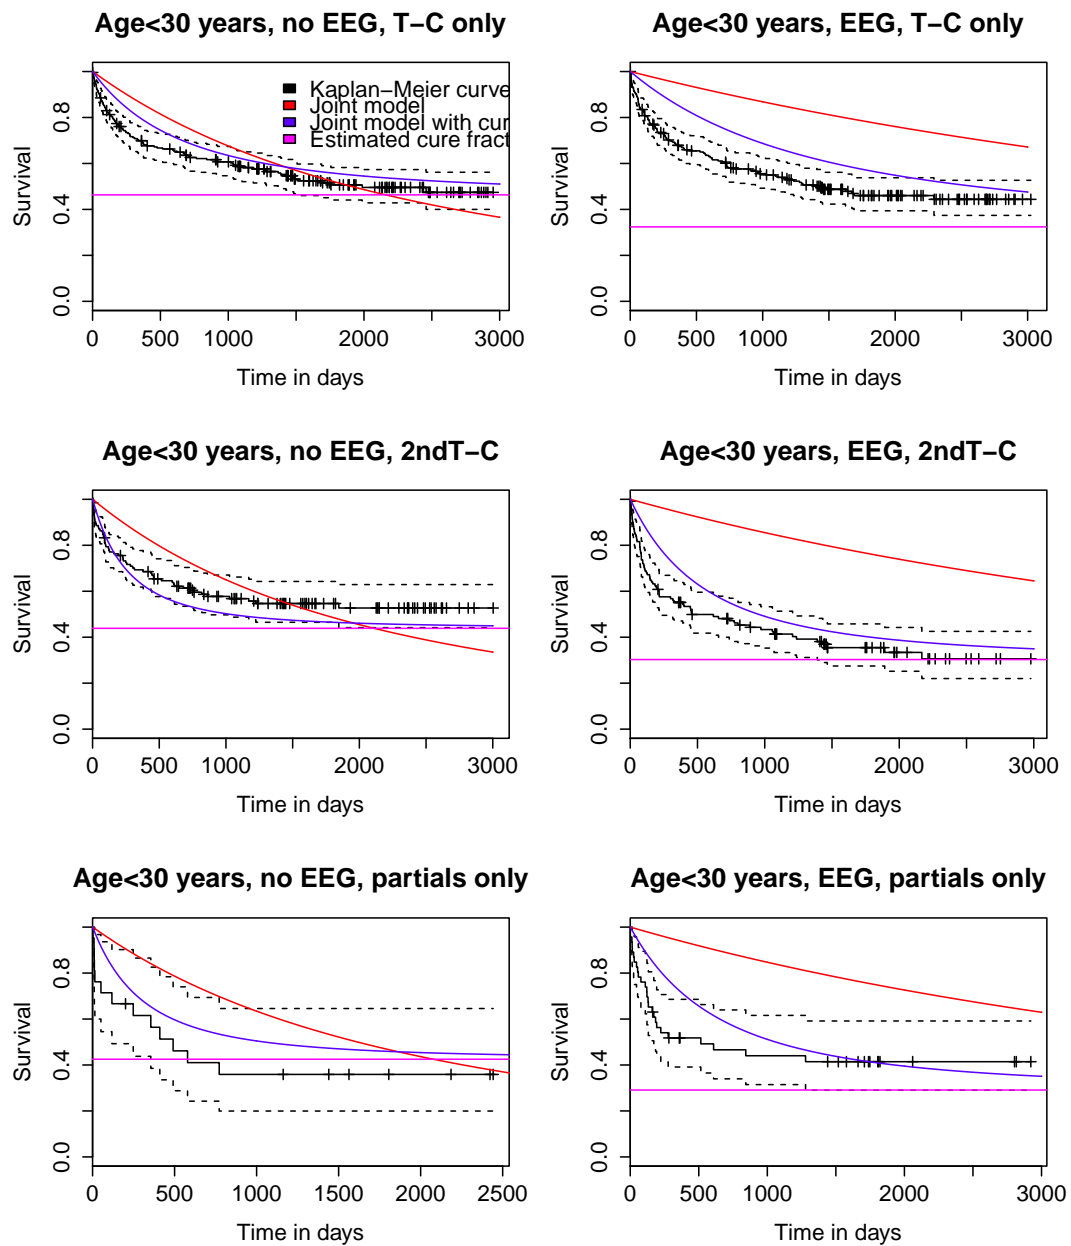 Age<30 years, no EEG, T−C only
Survival
0.0
0.4
0.8
Kaplan−Meier curve
Joint model
Joint model with cur
Estimated cure fract
0 500 1000 2000 3000
Time in days
Age<30 years, EEG, T−C only
Survival
0.0
0.4
0.8
0 500 1000 2000 3000
Time in days
Age<30 years, no EEG, 2ndT−C
Survival
0.0
0.4
0.8
0 500 1000 2000 3000
Time in days
Age<30 years, EEG, 2ndT−C
Survival
0.0
0.4
0.8
0 500 1000 2000 3000
Time in days
Age<30 years, no EEG, partials only
Survival
0.0
0.4
0.8
0 500 1000 1500 2000 2500
Time in days
Age<30 years, EEG, partials only
Survival
0.0
0.4
0.8
0 500 1000 2000 3000
Time in days